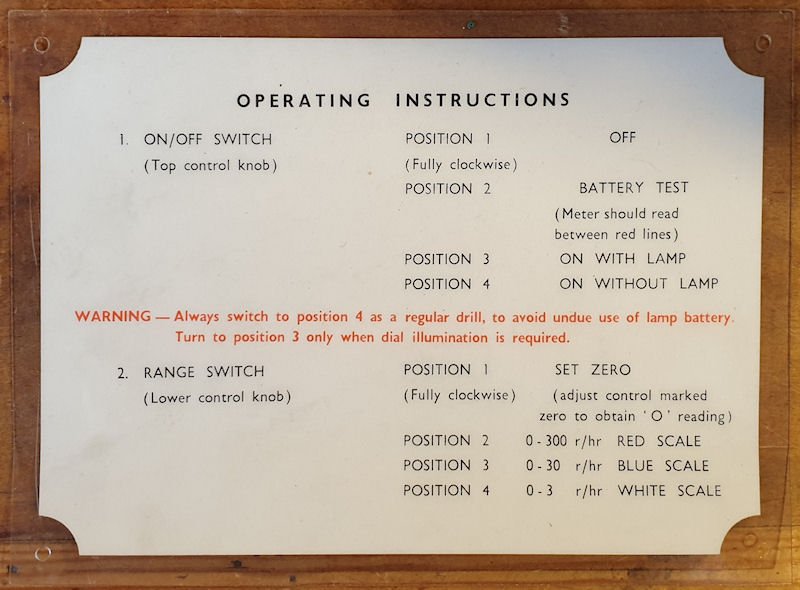 OPERATING INSTRUCTIONS
1. ON/OFF SWITCH POSITION 1 OFF
(Top control knob) (Fully clockwise)
POSITION 2 BATTERY TEST
(Meter should read
between red lines)
POSITION 3 ON WITH LAMP
POSITION 4 ON WITHOUT LAMP
WARNING — Always switch to position 4 as a regular drill, to avoid undue use of lamp battery.
Turn to position 3 only when dial illumination is required.
2. RANGE SWITCH POSITION 1 SET ZERO
(Lower control knob) (Fully clockwise) (adjust control marked
zero to obtain 'O' reading)
POSITION 2 0-300 r/hr RED SCALE
POSITION 3 0-30 r/hr BLUE SCALE
POSITION 4 0-3 r/hr WHITE SCALE